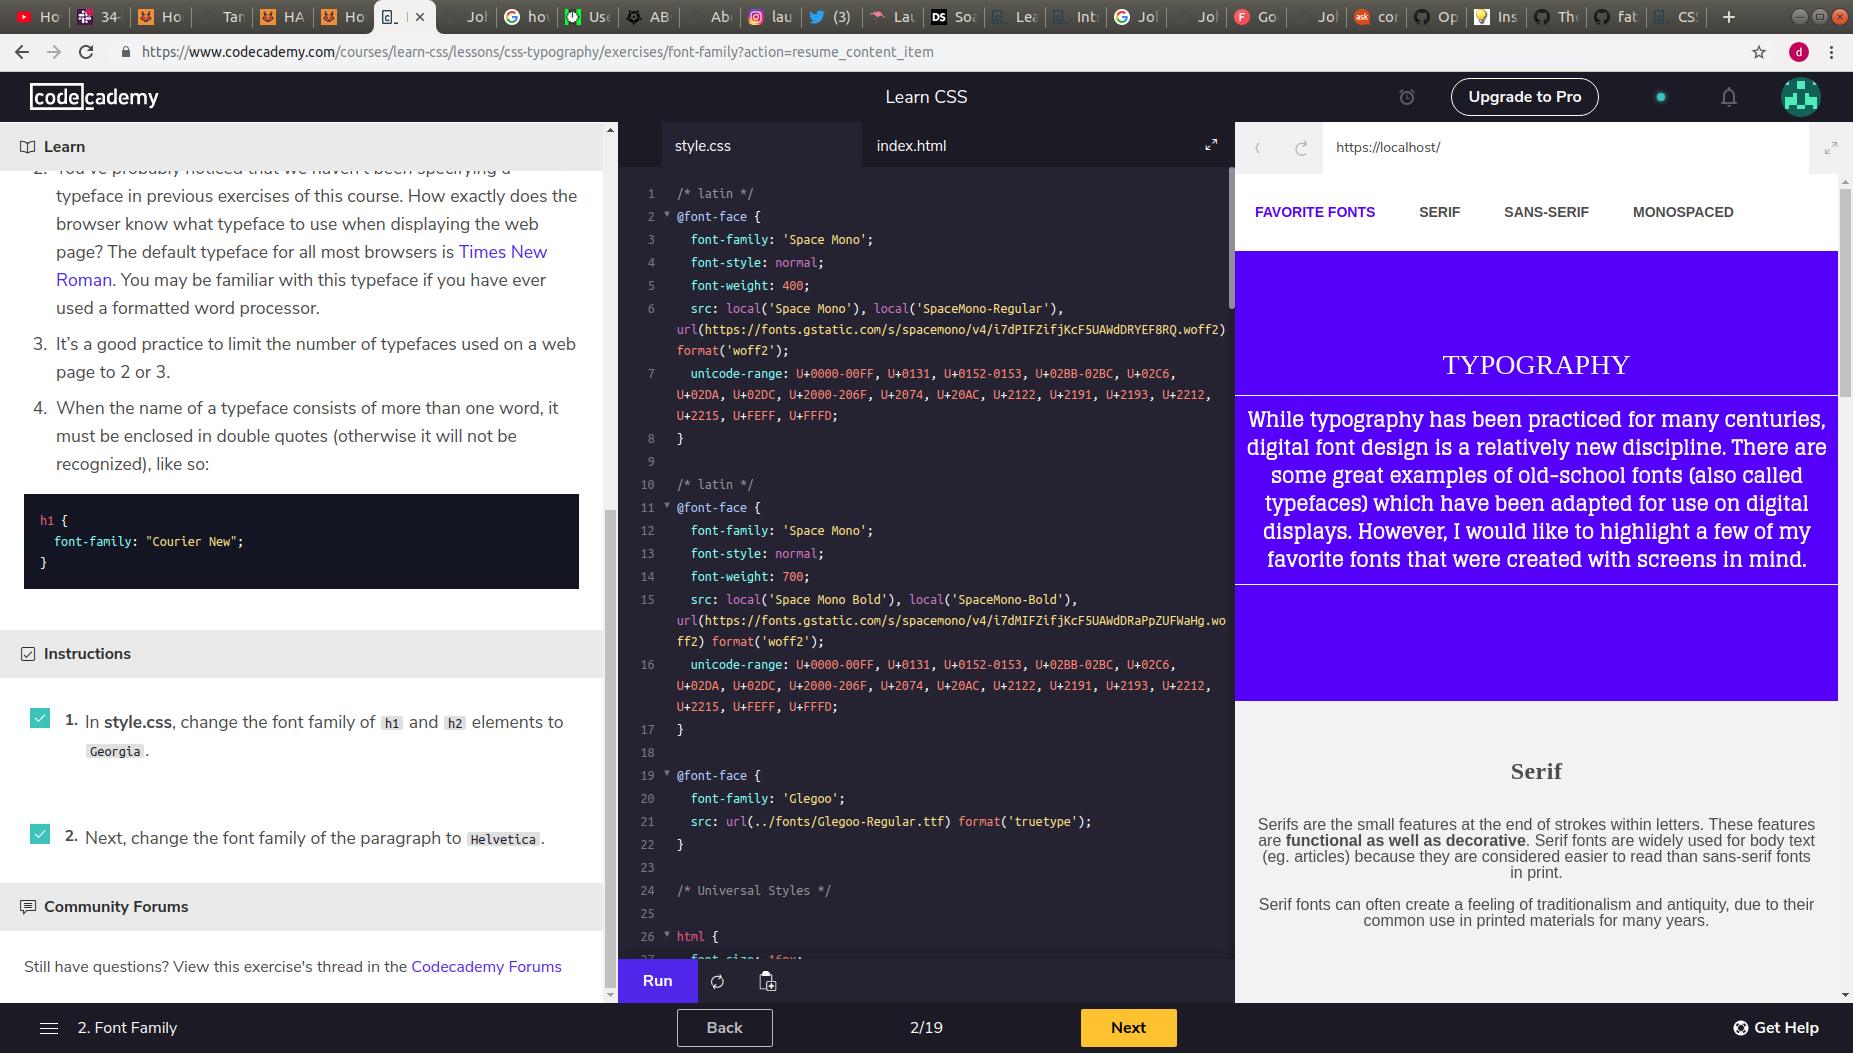 Ho
34-
Ho
Tan
HA
Ho
Joh
how
Use
AB
Abo
lau
(3)
Lau
Soa
Lea
Intr
Joh
Joh
Goo
Joh
cor
Op
Ins
The
fat
CSS
https://www.codecademy.com/courses/learn-css/lessons/css-typography/exercises/font-family?action=resume_content_item
d
codecademy
Learn CSS
Upgrade to Pro
Learn
2. You've probably noticed that we haven't been specifying a
typeface in previous exercises of this course. How exactly does the
browser know what typeface to use when displaying the web
page? The default typeface for all most browsers is Times New
Roman. You may be familiar with this typeface if you have ever
used a formatted word processor.
3. It's a good practice to limit the number of typefaces used on a web
page to 2 or 3.
4. When the name of a typeface consists of more than one word, it
must be enclosed in double quotes (otherwise it will not be
recognized), like so:
h1 {
font-family: "Courier New";
}
Instructions
1. In style.css, change the font family of h1 and h2 elements to
Georgia.
2. Next, change the font family of the paragraph to Helvetica.
Community Forums
Still have questions? View this exercise's thread in the Codecademy Forums
style.css
index.html
1 /* latin */
2 @font-face {
3 font-family: 'Space Mono';
4 font-style: normal;
5 font-weight: 400;
6 src: local('Space Mono'), local('SpaceMono-Regular'),
url(https://fonts.gstatic.com/s/spacemono/v4/i7dPIFZifjKcF5UAWdDRYEF8RQ.woff2)
format('woff2');
7 unicode-range: U+0000-00FF, U+0131, U+0152-0153, U+02BB-02BC, U+02C6,
U+02DA, U+02DC, U+2000-206F, U+2074, U+20AC, U+2122, U+2191, U+2193, U+2212,
U+2215, U+FEFF, U+FFFD;
8 }
9
10 /* latin */
11 @font-face {
12 font-family: 'Space Mono';
13 font-style: normal;
14 font-weight: 700;
15 src: local('Space Mono Bold'), local('SpaceMono-Bold'),
url(https://fonts.gstatic.com/s/spacemono/v4/i7dMIFZifjKcF5UAWdDRaPpZUFWaHg.wo
ff2) format('woff2');
16 unicode-range: U+0000-00FF, U+0131, U+0152-0153, U+02BB-02BC, U+02C6,
U+02DA, U+02DC, U+2000-206F, U+2074, U+20AC, U+2122, U+2191, U+2193, U+2212,
U+2215, U+FEFF, U+FFFD;
17 }
18
19 @font-face {
20 font-family: 'Glegoo';
21 src: url(../fonts/Glegoo-Regular.ttf) format('truetype');
22 }
23
24 /* Universal Styles */
25
26 html {
27 font-size: 16px;
Run
https://localhost/
FAVORITE FONTS
SERIF
SANS-SERIF
MONOSPACED
TYPOGRAPHY
While typography has been practiced for many centuries,
digital font design is a relatively new discipline. There are
some great examples of old-school fonts (also called
typefaces) which have been adapted for use on digital
displays. However, I would like to highlight a few of my
favorite fonts that were created with screens in mind.
Serif
Serifs are the small features at the end of strokes within letters. These features
are functional as well as decorative. Serif fonts are widely used for body text
(eg. articles) because they are considered easier to read than sans-serif fonts
in print.
Serif fonts can often create a feeling of traditionalism and antiquity, due to their
common use in printed materials for many years.
2. Font Family
Back
2/19
Next
Get Help